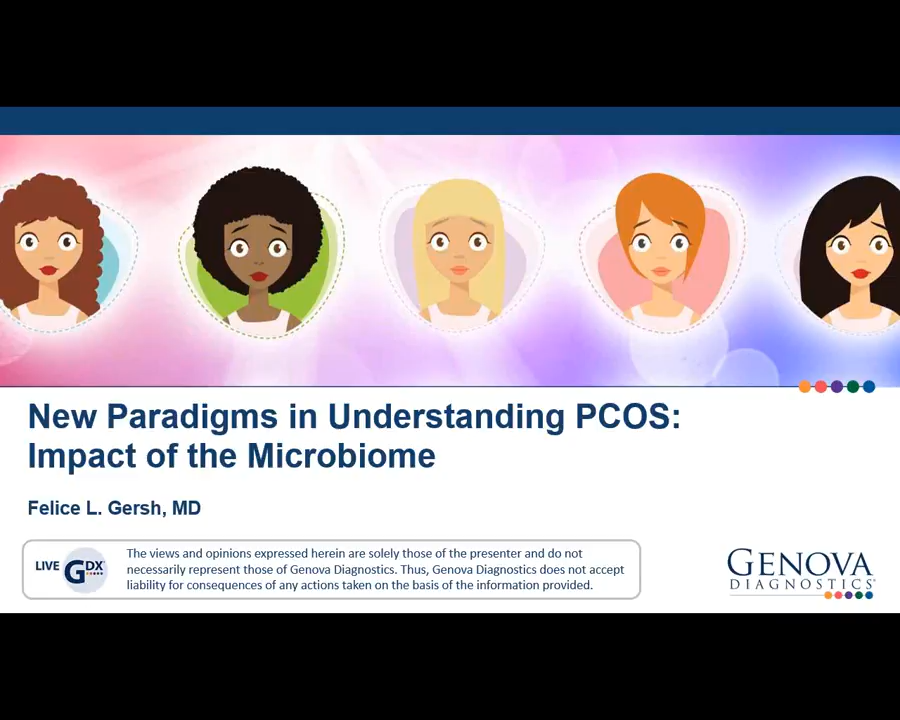 New Paradigms in Understanding PCOS:
Impact of the Microbiome
Felice L. Gersh, MD
LIVE GDX
The views and opinions expressed herein are solely those of the presenter and do not
necessarily represent those of Genova Diagnostics. Thus, Genova Diagnostics does not accept
liability for consequences of any actions taken on the basis of the information provided.
GENOVA
DIAGNOSTICS